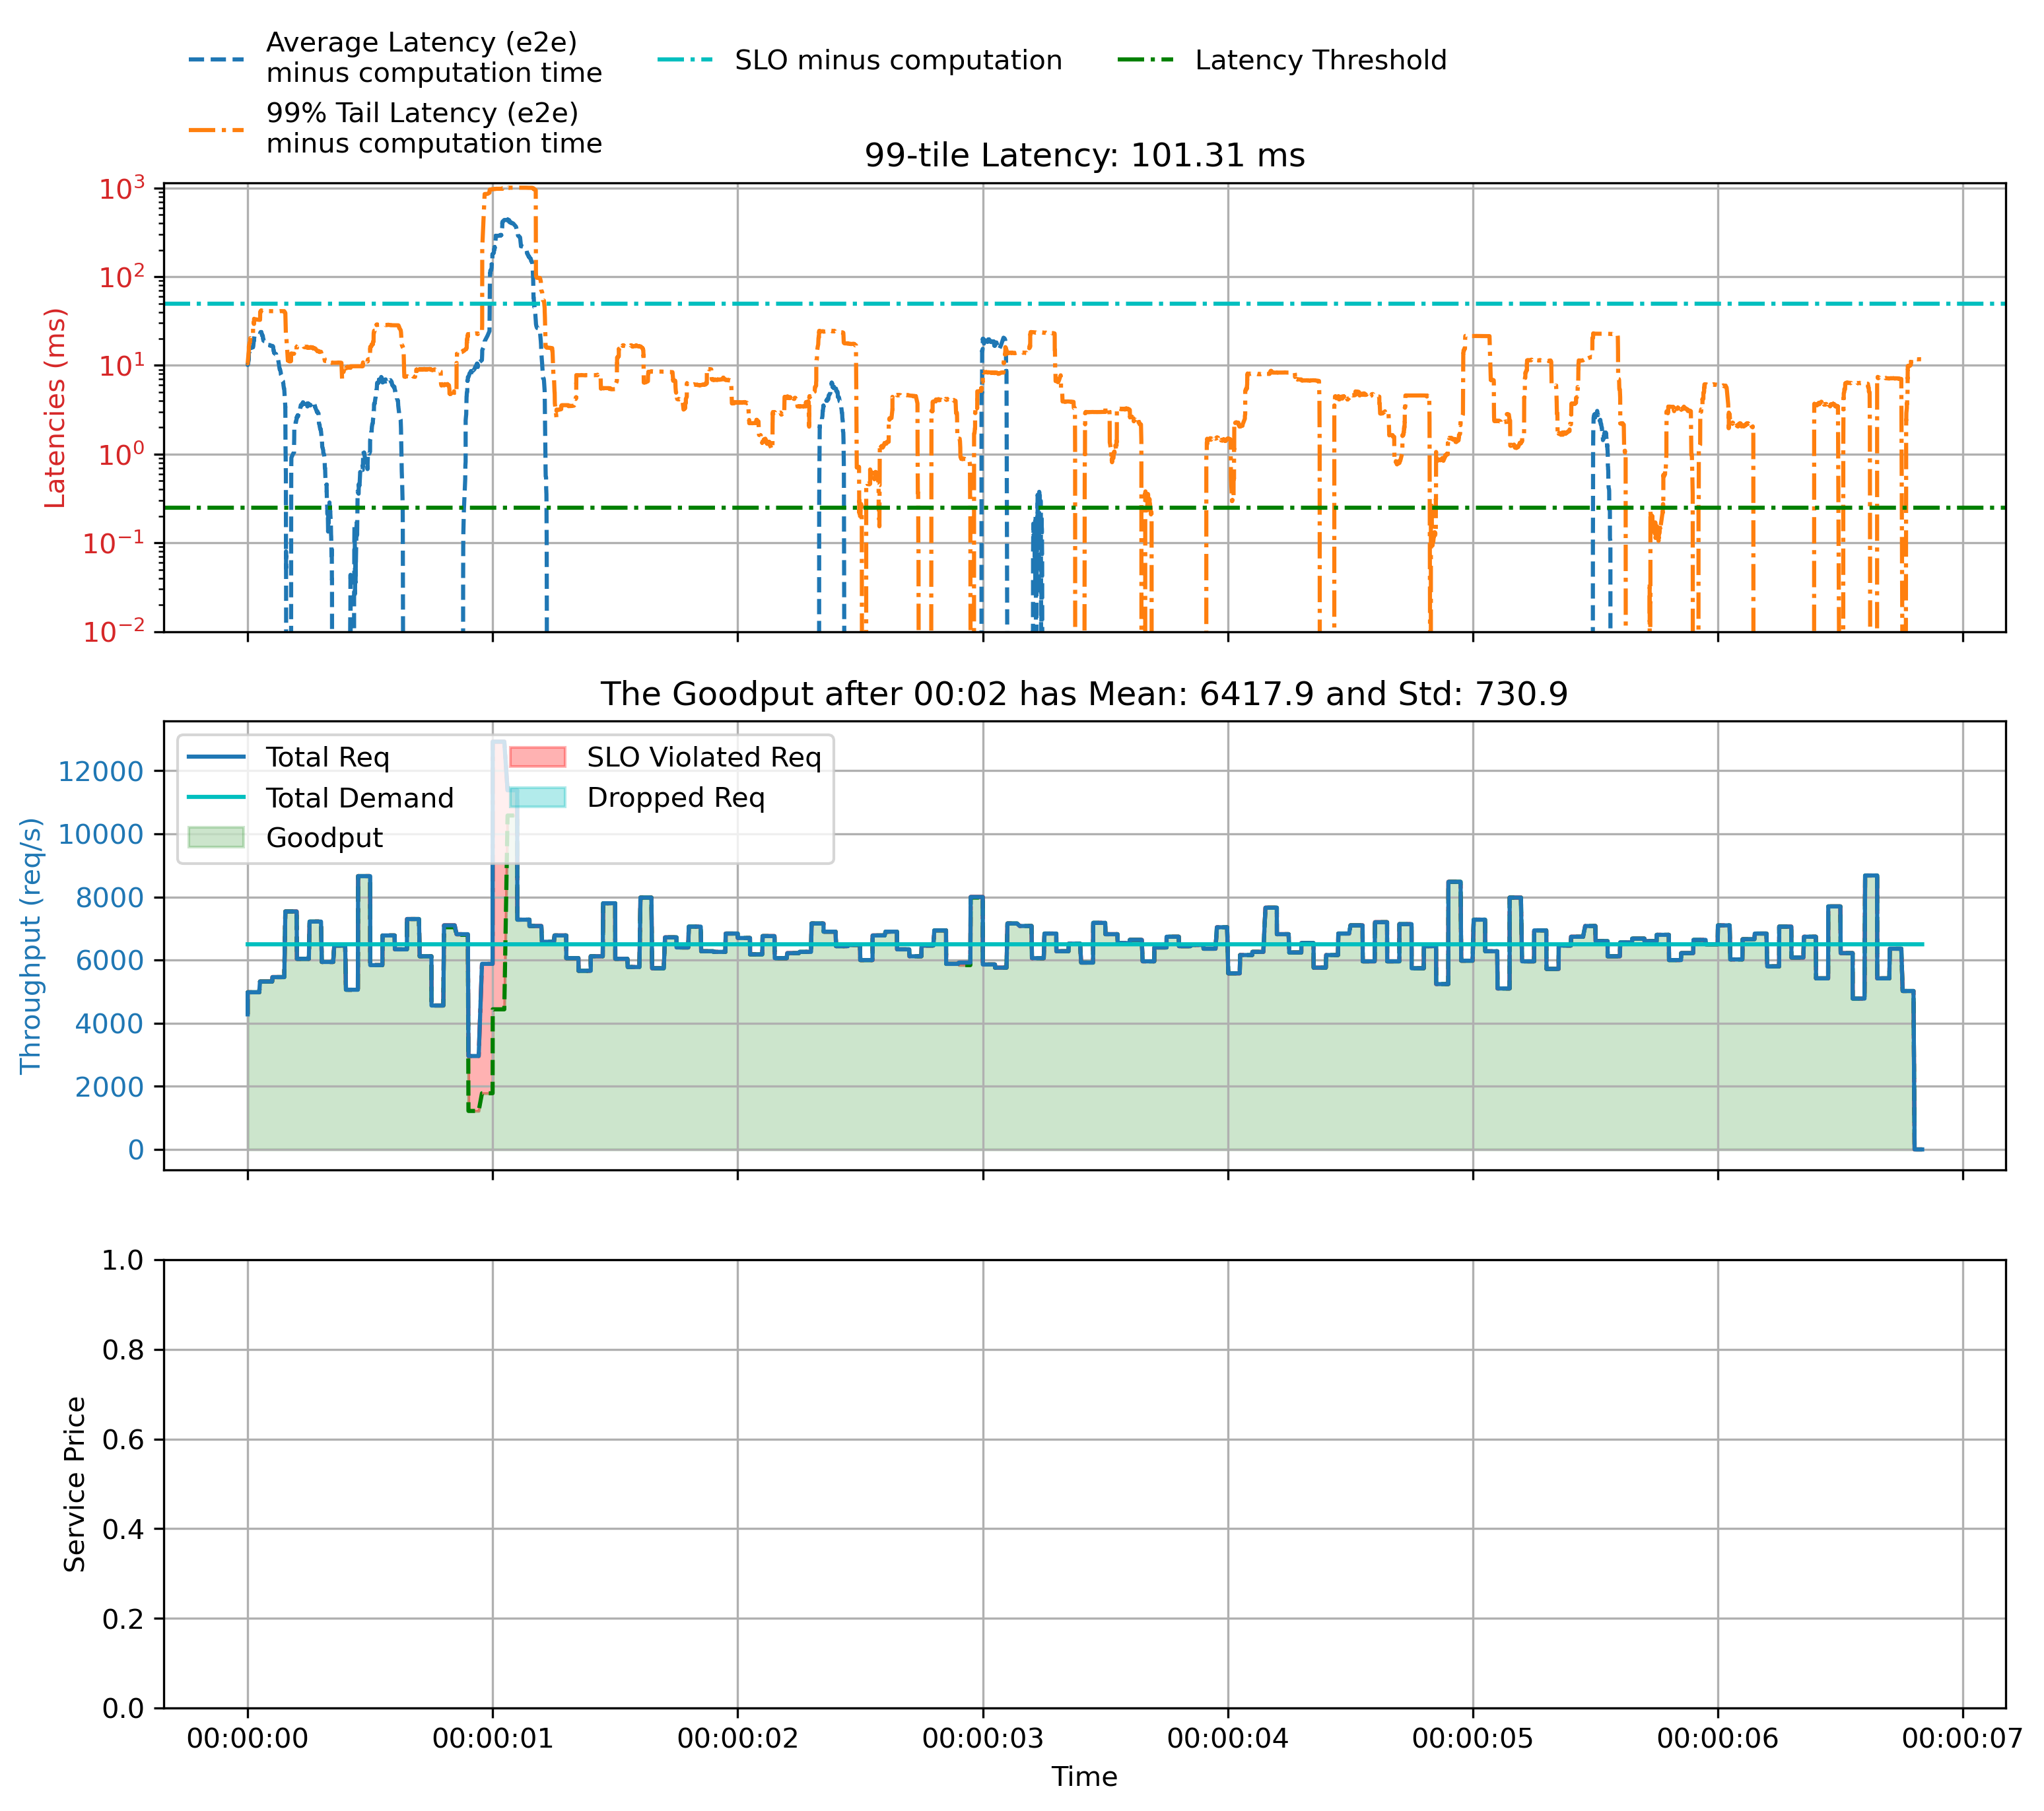 Average Latency (e2e)
minus computation time
99% Tail Latency (e2e)
minus computation time
SLO minus computation
Latency Threshold
99-tile Latency: 101.31 ms
Latencies (ms)
10³
10²
10¹
10⁰
10⁻¹
10⁻²
The Goodput after 00:02 has Mean: 6417.9 and Std: 730.9
Throughput (req/s)
12000
10000
8000
6000
4000
2000
0
Total Req
Total Demand
Goodput
SLO Violated Req
Dropped Req
Service Price
1.0
0.8
0.6
0.4
0.2
0.0
00:00:00 00:00:01 00:00:02 00:00:03 00:00:04 00:00:05 00:00:06 00:00:07
Time